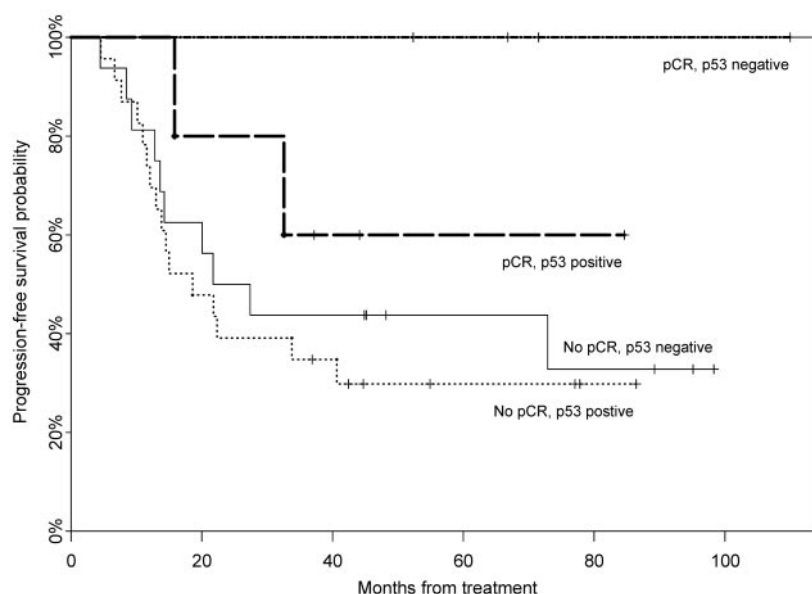 100%
80%
60%
40%
20%
0%
Progression-free survival probability
pCR, p53 negative
pCR, p53 positive
No pCR, p53 negative
No pCR, p53 postive
0 20 40 60 80 100
Months from treatment